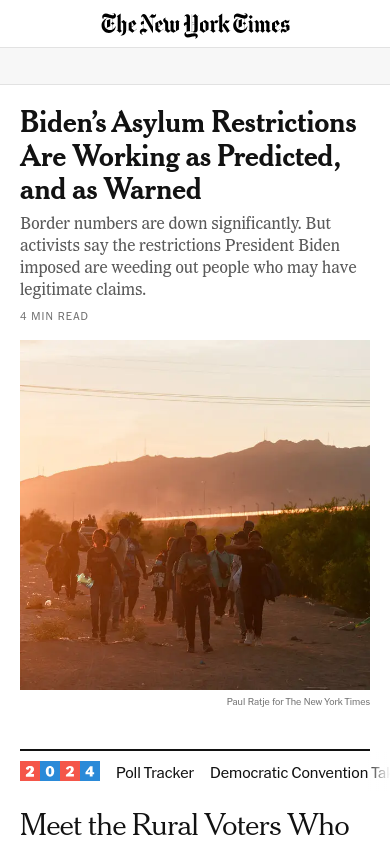 The New York Times
Biden’s Asylum Restrictions
Are Working as Predicted,
and as Warned
Border numbers are down significantly. But
activists say the restrictions President Biden
imposed are weeding out people who may have
legitimate claims.
4 MIN READ
Paul Ratje for The New York Times
2024 Poll Tracker Democratic Convention
Meet the Rural Voters Who